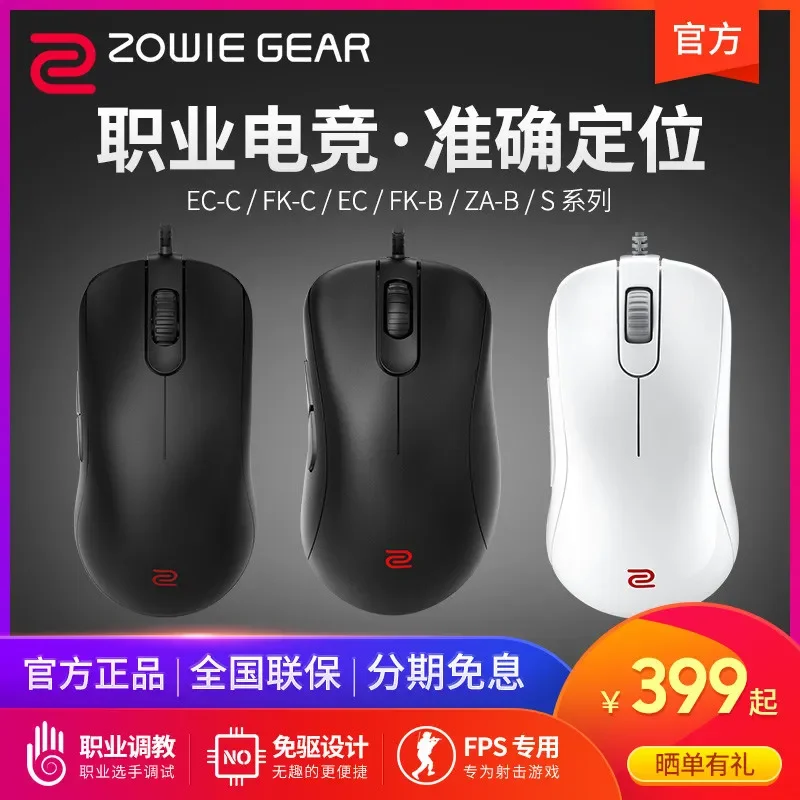 ZOWIE GEAR
官方
职业电竞·准确定位
EC-C / FK-C / EC / FK-B / ZA-B / S 系列
官方正品 | 全国联保 | 分期免息
¥ 399起
晒单有礼
职业调教
职业选手调试
NO
免驱设计
无趣的更便捷
FPS 专用
专为射击游戏